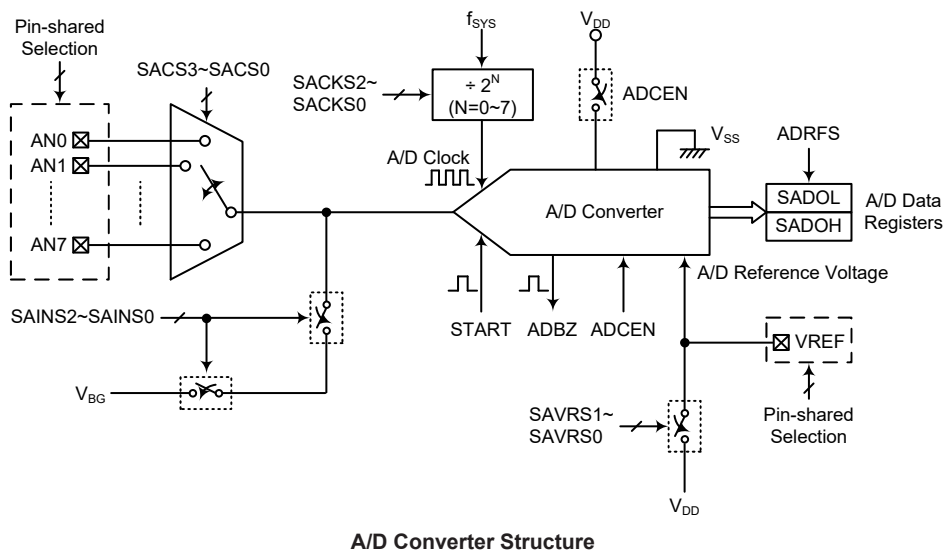 Pin-shared
Selection
SACS3~SACS0
AN0
AN1
AN7
fSYS
SACKS2~
SACKS0
÷ 2^N
(N=0~7)
A/D Clock
VDD
ADCEN
VSS
A/D Converter
ADRFS
SADOL
SADOH
A/D Data
Registers
START
ADBZ
ADCEN
A/D Reference Voltage
SAINS2~SAINS0
VBG
VREF
Pin-shared
Selection
SAVRS1~
SAVRS0
VDD
A/D Converter Structure